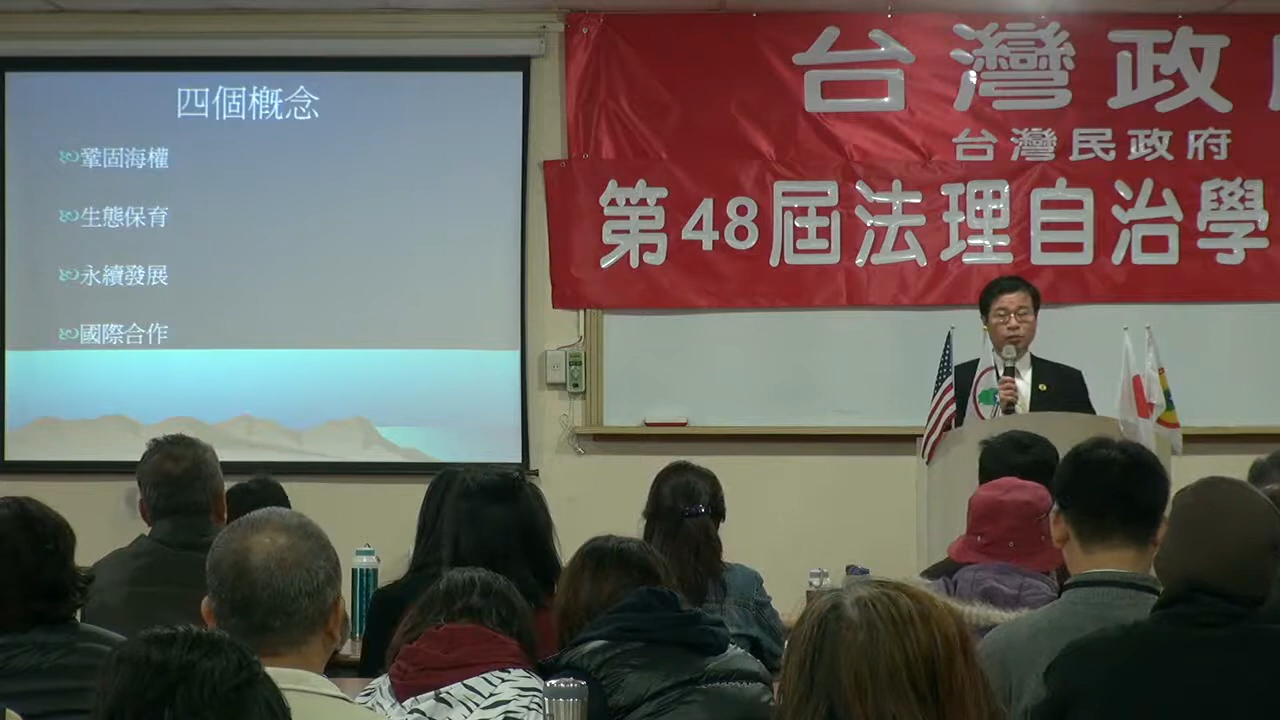 四個概念
鞏固海權
生態保育
永續發展
國際合作
台灣政
台灣民政府
第48屆法理自治學